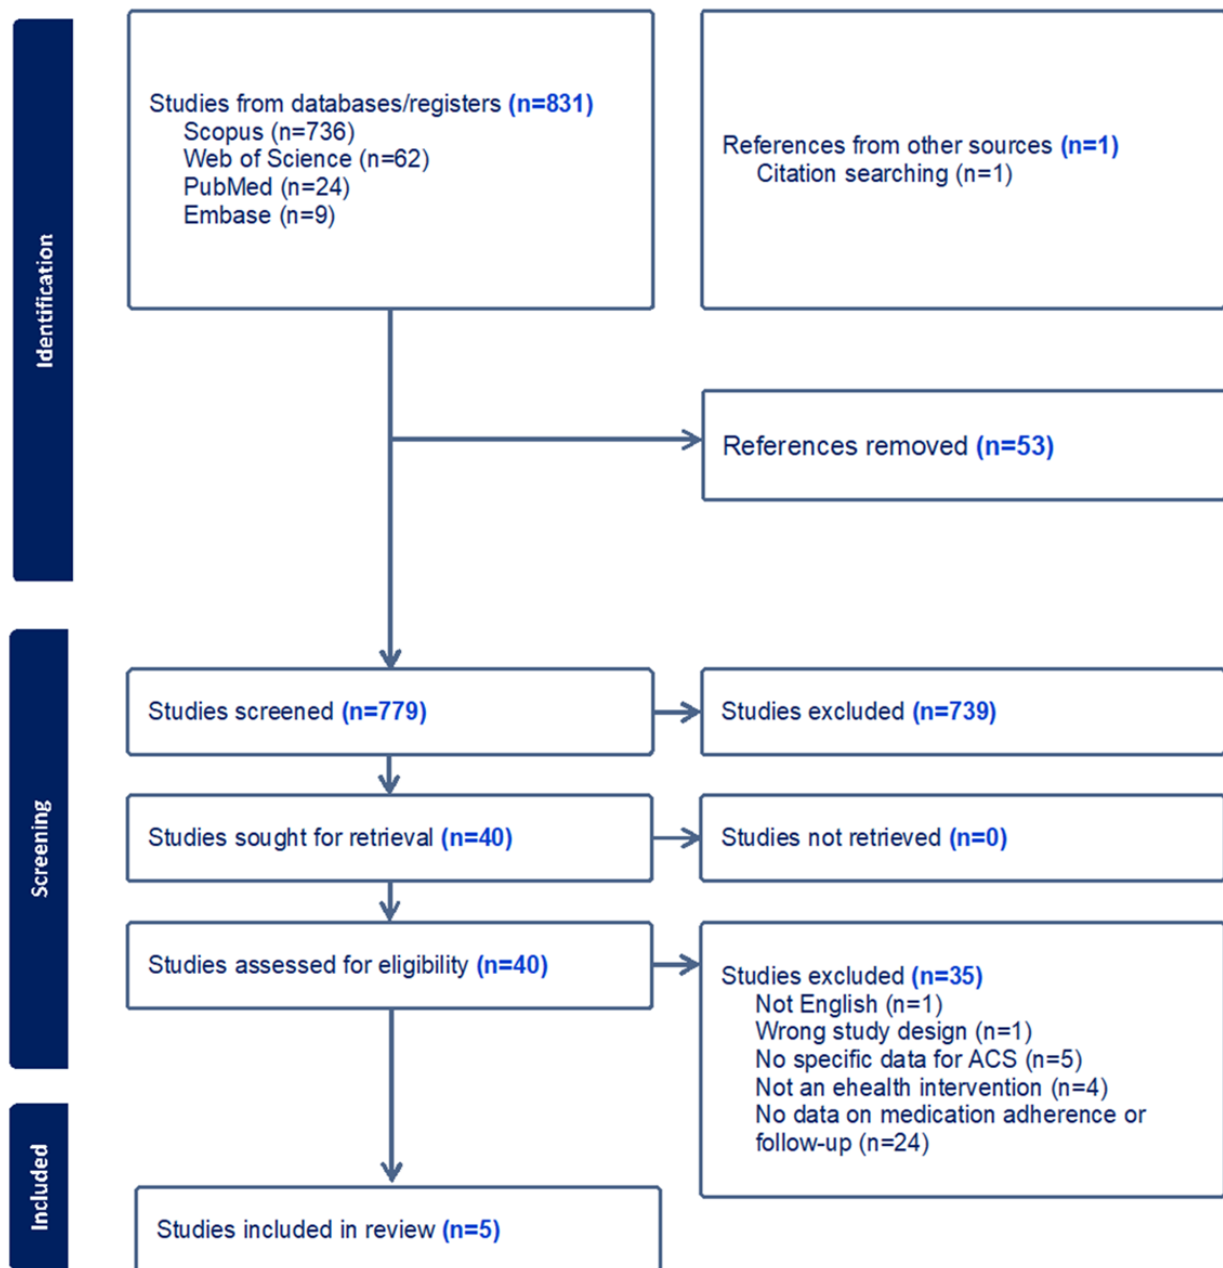 Identification
Studies from databases/registers (n=831)
Scopus (n=736)
Web of Science (n=62)
PubMed (n=24)
Embase (n=9)
References from other sources (n=1)
Citation searching (n=1)
References removed (n=53)
Screening
Studies screened (n=779)
Studies excluded (n=739)
Studies sought for retrieval (n=40)
Studies not retrieved (n=0)
Studies assessed for eligibility (n=40)
Studies excluded (n=35)
Not English (n=1)
Wrong study design (n=1)
No specific data for ACS (n=5)
Not an ehealth intervention (n=4)
No data on medication adherence or
follow-up (n=24)
Included
Studies included in review (n=5)